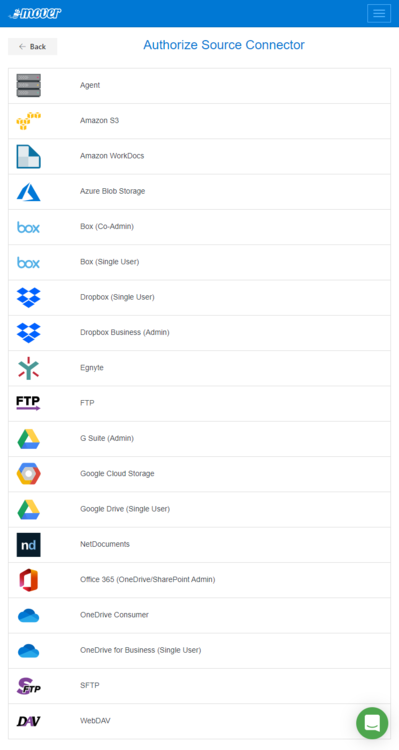 mover
Back
Authorize Source Connector
Agent
Amazon S3
Amazon WorkDocs
Azure Blob Storage
box
Box (Co-Admin)
box
Box (Single User)
Dropbox (Single User)
Dropbox Business (Admin)
Egnyte
FTP
FTP
G Suite (Admin)
Google Cloud Storage
Google Drive (Single User)
nd
NetDocuments
Office 365 (OneDrive/SharePoint Admin)
OneDrive Consumer
OneDrive for Business (Single User)
SFTP
SFTP
DAV
WebDAV